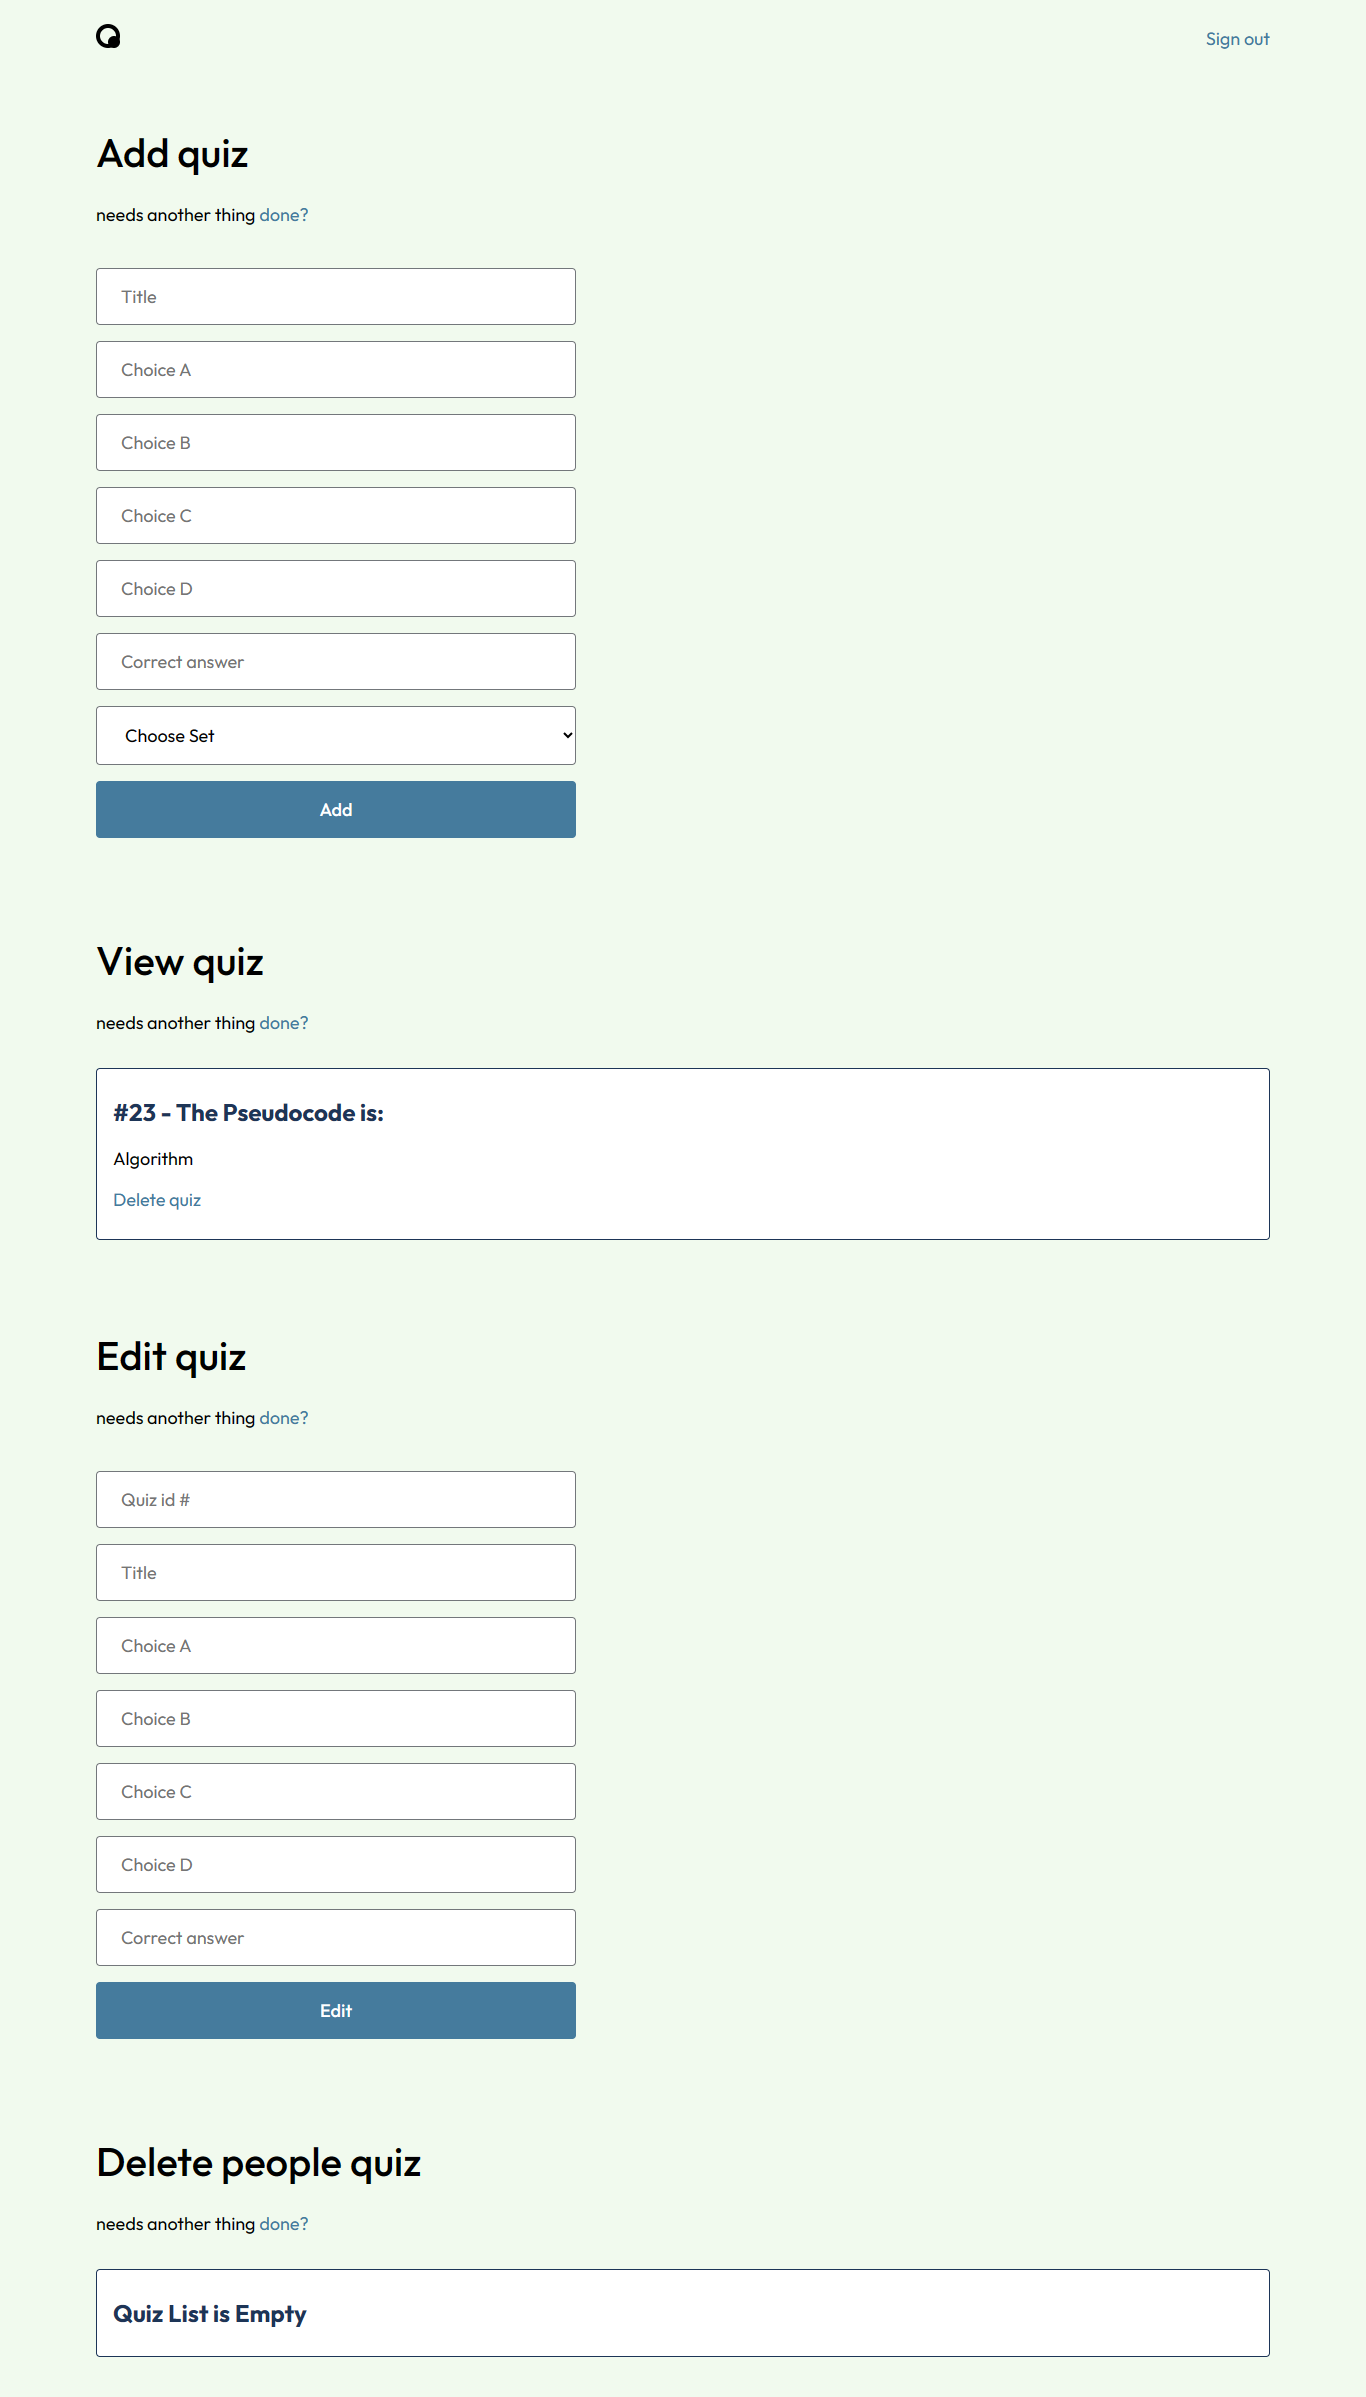 Sign out
Add quiz
needs another thing done?
Title
Choice A
Choice B
Choice C
Choice D
Correct answer
Choose Set
Add
View quiz
needs another thing done?
#23 - The Pseudocode is:
Algorithm
Delete quiz
Edit quiz
needs another thing done?
Quiz id #
Title
Choice A
Choice B
Choice C
Choice D
Correct answer
Edit
Delete people quiz
needs another thing done?
Quiz List is Empty